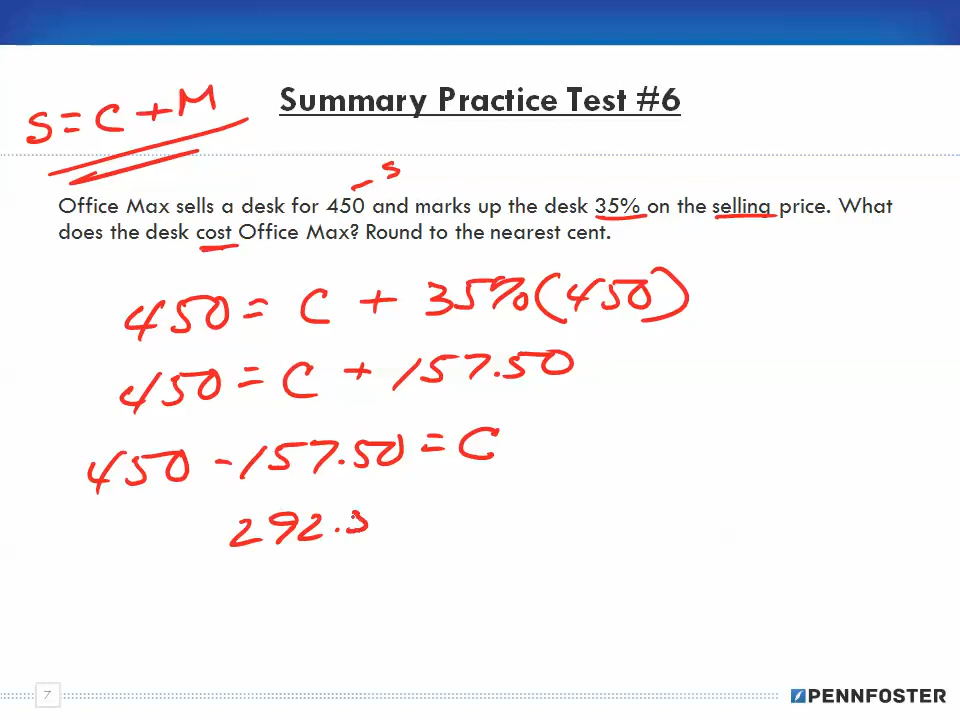 Summary Practice Test #6
S = C + M
S
Office Max sells a desk for 450 and marks up the desk 35% on the selling price. What
does the desk cost Office Max? Round to the nearest cent.
450 = C + 35%(450)
450 = C + 157.50
450 - 157.50 = C
292.
7
PENNFOSTER